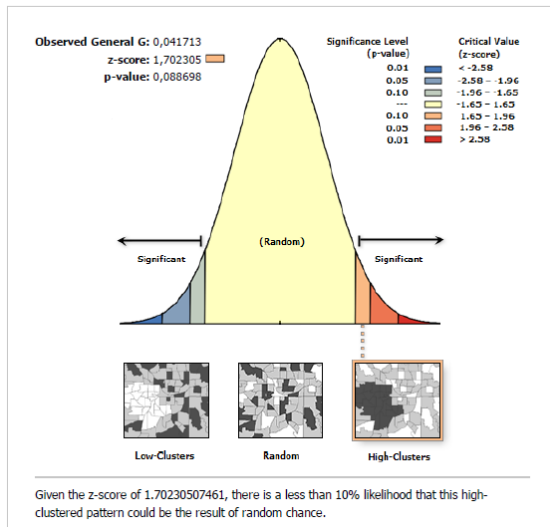 Observed General G: 0,041713
z-score: 1,702305
p-value: 0,088698
Significance Level
(p-value)
Critical Value
(z-score)
0.01 < -2.58
0.05 -2.58 – -1.96
0.10 -1.96 – -1.65
--- -1.65 – 1.65
0.10 1.65 – 1.96
0.05 1.96 – 2.58
0.01 > 2.58
(Random)
Significant
Significant
Low-Clusters
Random
High-Clusters
Given the z-score of 1.70230507461, there is a less than 10% likelihood that this high-
clustered pattern could be the result of random chance.